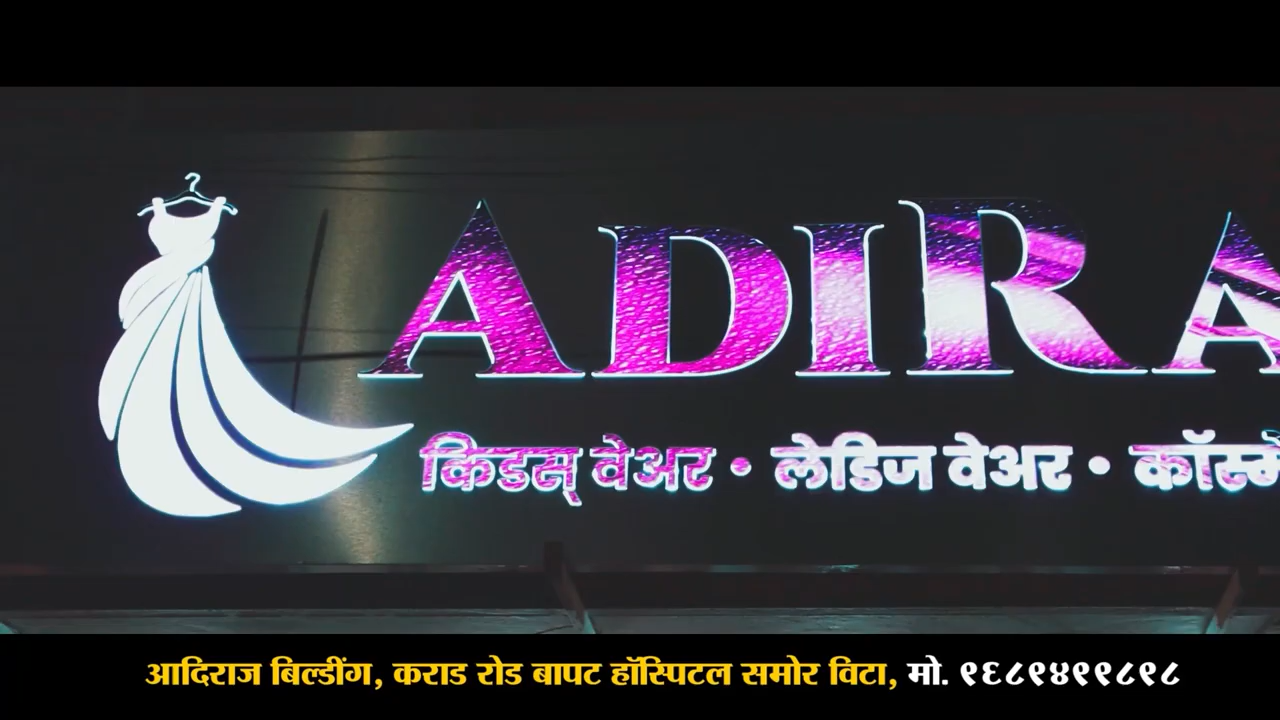 ADIRA
किडस् वेअर • लेडिज वेअर •
आदिराज बिल्डींग, कराड रोड बापट हॉस्पिटल समोर विटा, मो. ९६८९४९९८९८